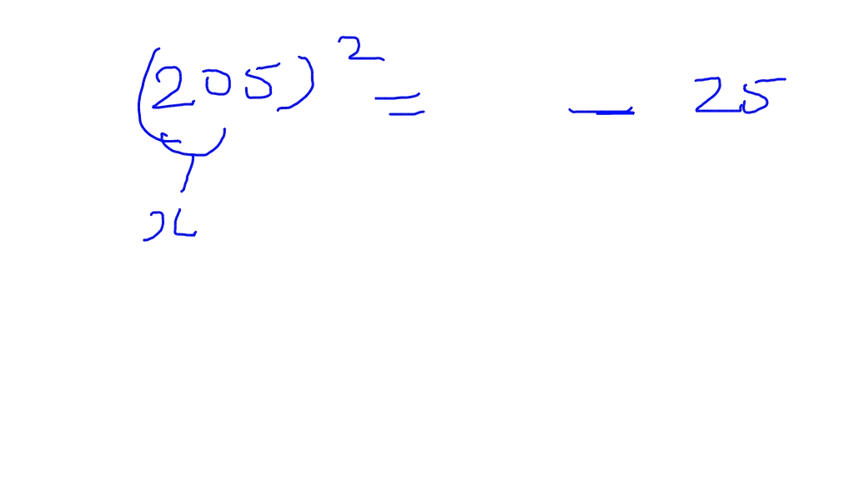 (205)² = _ 25
x